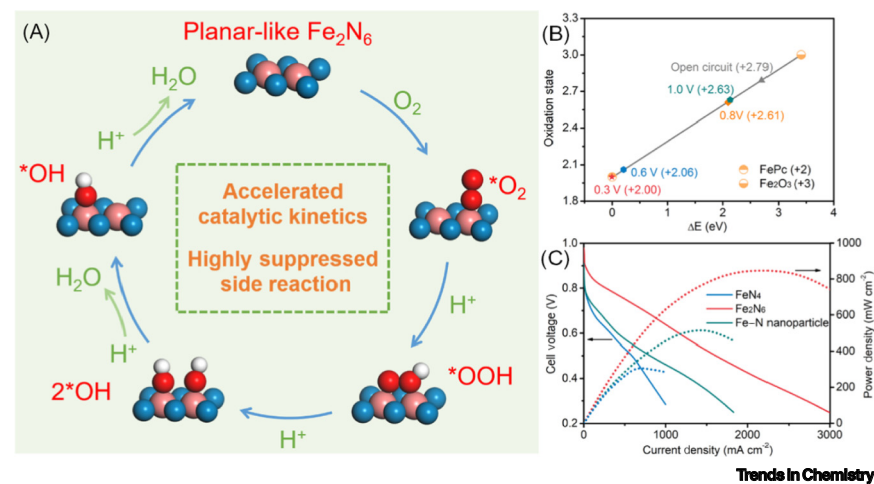 (A)
Planar-like Fe₂N₆
O₂
*O₂
H⁺
*OOH
H⁺
2*OH
H⁺
H₂O
*OH
H⁺
H₂O
Accelerated
catalytic kinetics
Highly suppressed
side reaction
(B)
Oxidation state
3.3
3.0
2.7
2.4
2.1
1.8
Open circuit (+2.79)
1.0 V (+2.63)
0.8V (+2.61)
0.6 V (+2.06)
0.3 V (+2.00)
FePc (+2)
Fe₂O₃ (+3)
0 1 2 3 4
ΔE (eV)
(C)
Cell voltage (V)
1.0
0.8
0.6
0.4
0.2
FeN₄
Fe₂N₆
Fe–N nanoparticle
1000
800
600
400
200
0
Power density (mW cm⁻²)
0 1000 2000 3000
Current density (mA cm⁻²)
Trends in Chemistry